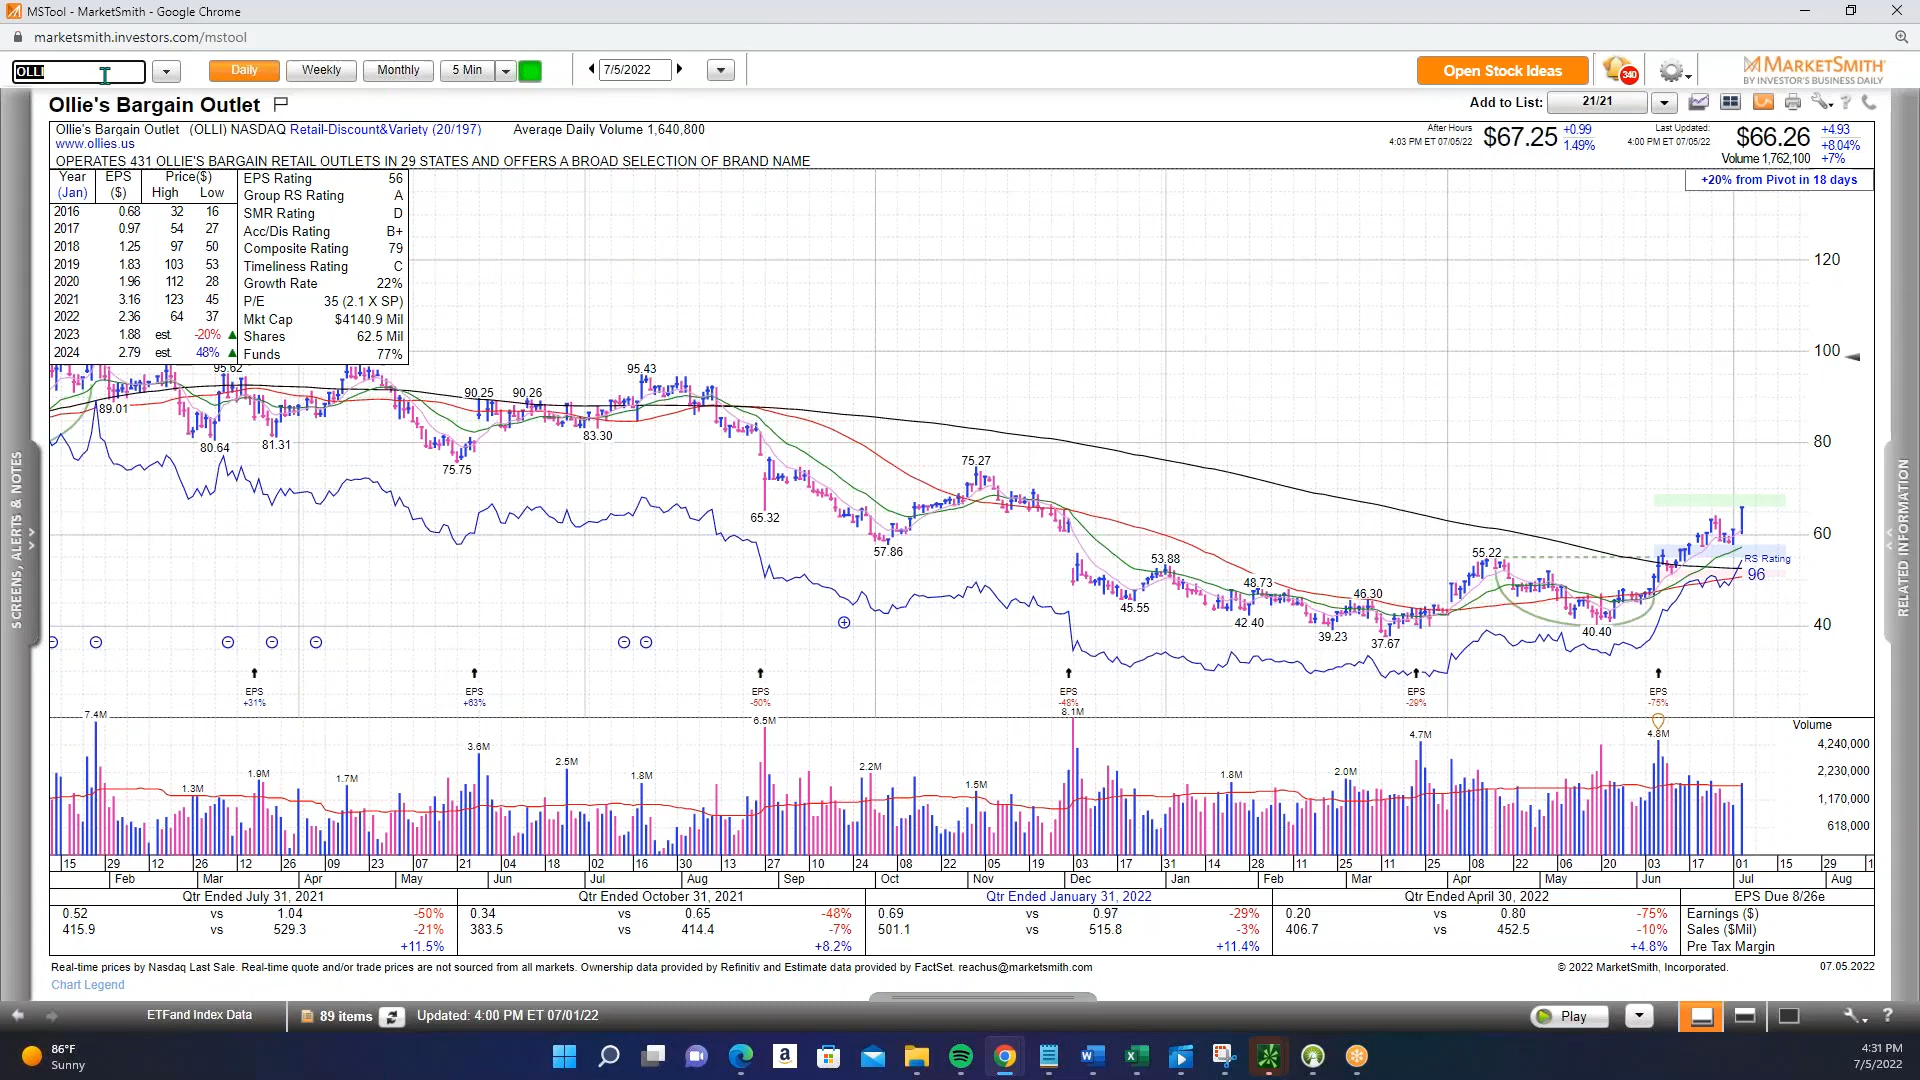 MSTool - MarketSmith - Google Chrome
marketsmith.investors.com/mstool
OLLI
Daily
Weekly
Monthly
5 Min
7/5/2022
Open Stock Ideas
340
MARKETSMITH
BY INVESTOR'S BUSINESS DAILY
Ollie's Bargain Outlet
Add to List:
21/21
Ollie's Bargain Outlet (OLLI) NASDAQ Retail-Discount&Variety (20/197) Average Daily Volume 1,640,800
www.ollies.us
OPERATES 431 OLLIE'S BARGAIN RETAIL OUTLETS IN 29 STATES AND OFFERS A BROAD SELECTION OF BRAND NAME
After Hours
4:03 PM ET 07/05/22
$67.25
+0.99
1.49%
Last Updated:
4:00 PM ET 07/05/22
$66.26
+4.93
+8.04%
Volume 1,762,100 +7%
+20% from Pivot in 18 days
Year EPS Price($)
(Jan) ($) High Low
2016 0.68 32 16
2017 0.97 54 27
2018 1.25 97 50
2019 1.83 103 53
2020 1.96 112 28
2021 3.16 123 45
2022 2.36 64 37
2023 1.88 est. -20%
2024 2.79 est. 48%
EPS Rating 56
Group RS Rating A
SMR Rating D
Acc/Dis Rating B+
Composite Rating 79
Timeliness Rating C
Growth Rate 22%
P/E 35 (2.1 X SP)
Mkt Cap $4140.9 Mil
Shares 62.5 Mil
Funds 77%
120
100
80
60
40
95.62
89.01
80.64
81.31
90.25
75.75
90.26
83.30
95.43
65.32
57.86
75.27
45.55
53.88
42.40
48.73
39.23
46.30
37.67
55.22
40.40
RS Rating
96
EPS
+31%
EPS
+63%
EPS
-50%
EPS
-48%
EPS
-29%
EPS
-75%
7.4M
1.3M
1.9M
1.7M
3.6M
2.5M
1.8M
6.5M
2.2M
1.5M
8.1M
1.8M
2.0M
4.7M
4.8M
Volume
4,240,000
2,230,000
1,170,000
618,000
15 29 12 26 12 26 09 23 07 21 04 18 02 16 30 13 27 10 24 08 22 05 19 03 17 31 14 28 11 25 11 25 08 22 06 20 03 17 01 15 29 1
Feb Mar Apr May Jun Jul Aug Sep Oct Nov Dec Jan Feb Mar Apr May Jun Jul Aug
Qtr Ended July 31, 2021 Qtr Ended October 31, 2021 Qtr Ended January 31, 2022 Qtr Ended April 30, 2022 EPS Due 8/26e
0.52 vs 1.04 -50% 0.34 vs 0.65 -48% 0.69 vs 0.97 -29% 0.20 vs 0.80 -75% Earnings ($)
415.9 vs 529.3 -21% 383.5 vs 414.4 -7% 501.1 vs 515.8 -3% 406.7 vs 452.5 -10% Sales ($Mil)
+11.5% +8.2% +11.4% +4.8% Pre Tax Margin
Real-time prices by Nasdaq Last Sale. Real-time quote and/or trade prices are not sourced from all markets. Ownership data provided by Refinitiv and Estimate data provided by FactSet. reachus@marketsmith.com
© 2022 MarketSmith, Incorporated.
07.05.2022
Chart Legend
SCREENS, ALERTS & NOTES
RELATED INFORMATION
ETFand Index Data
89 items
Updated: 4:00 PM ET 07/01/22
Play
86°F
Sunny
4:31 PM
7/5/2022